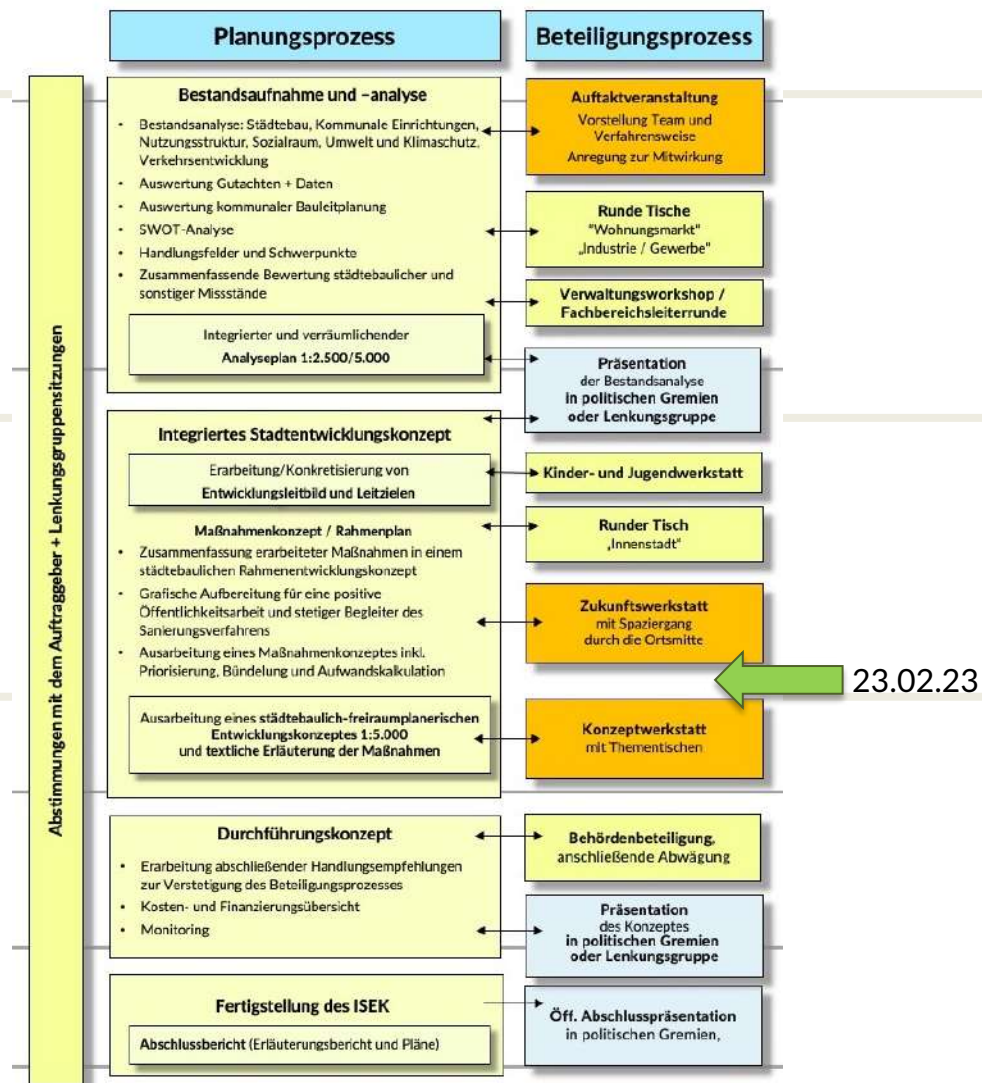 Planungsprozess
Beteiligungsprozess
Abstimmungen mit dem Auftraggeber + Lenkungsgruppensitzungen
Bestandsaufnahme und –analyse
• Bestandsanalyse: Städtebau, Kommunale Einrichtungen,
Nutzungsstruktur, Sozialraum, Umwelt und Klimaschutz,
Verkehrsentwicklung
• Auswertung Gutachten + Daten
• Auswertung kommunaler Bauleitplanung
• SWOT-Analyse
• Handlungsfelder und Schwerpunkte
• Zusammenfassende Bewertung städtebaulicher und
sonstiger Missstände
Integrierter und verräumlichender
Analyseplan 1:2.500/5.000
Auftaktveranstaltung
Vorstellung Team und
Verfahrensweise
Anregung zur Mitwirkung
Runde Tische
"Wohnungsmarkt"
„Industrie / Gewerbe"
Verwaltungsworkshop /
Fachbereichsleiterrunde
Präsentation
der Bestandsanalyse
in politischen Gremien
oder Lenkungsgruppe
Integriertes Stadtentwicklungskonzept
Erarbeitung/Konkretisierung von
Entwicklungsleitbild und Leitzielen
Maßnahmenkonzept / Rahmenplan
• Zusammenfassung erarbeiteter Maßnahmen in einem
städtebaulichen Rahmenentwicklungskonzept
• Grafische Aufbereitung für eine positive
Öffentlichkeitsarbeit und stetiger Begleiter des
Sanierungsverfahrens
• Ausarbeitung eines Maßnahmenkonzeptes inkl.
Priorisierung, Bündelung und Aufwandskalkulation
Ausarbeitung eines städtebaulich-freiraumplanerischen
Entwicklungskonzeptes 1:5.000
und textliche Erläuterung der Maßnahmen
Kinder- und Jugendwerkstatt
Runder Tisch
„Innenstadt"
Zukunftswerkstatt
mit Spaziergang
durch die Ortsmitte
23.02.23
Konzeptwerkstatt
mit Thementischen
Durchführungskonzept
• Erarbeitung abschließender Handlungsempfehlungen
zur Verstetigung des Beteiligungsprozesses
• Kosten- und Finanzierungsübersicht
• Monitoring
Behördenbeteiligung,
anschließende Abwägung
Präsentation
des Konzeptes
in politischen Gremien
oder Lenkungsgruppe
Fertigstellung des ISEK
Abschlussbericht (Erläuterungsbericht und Pläne)
Öff. Abschlusspräsentation
in politischen Gremien,